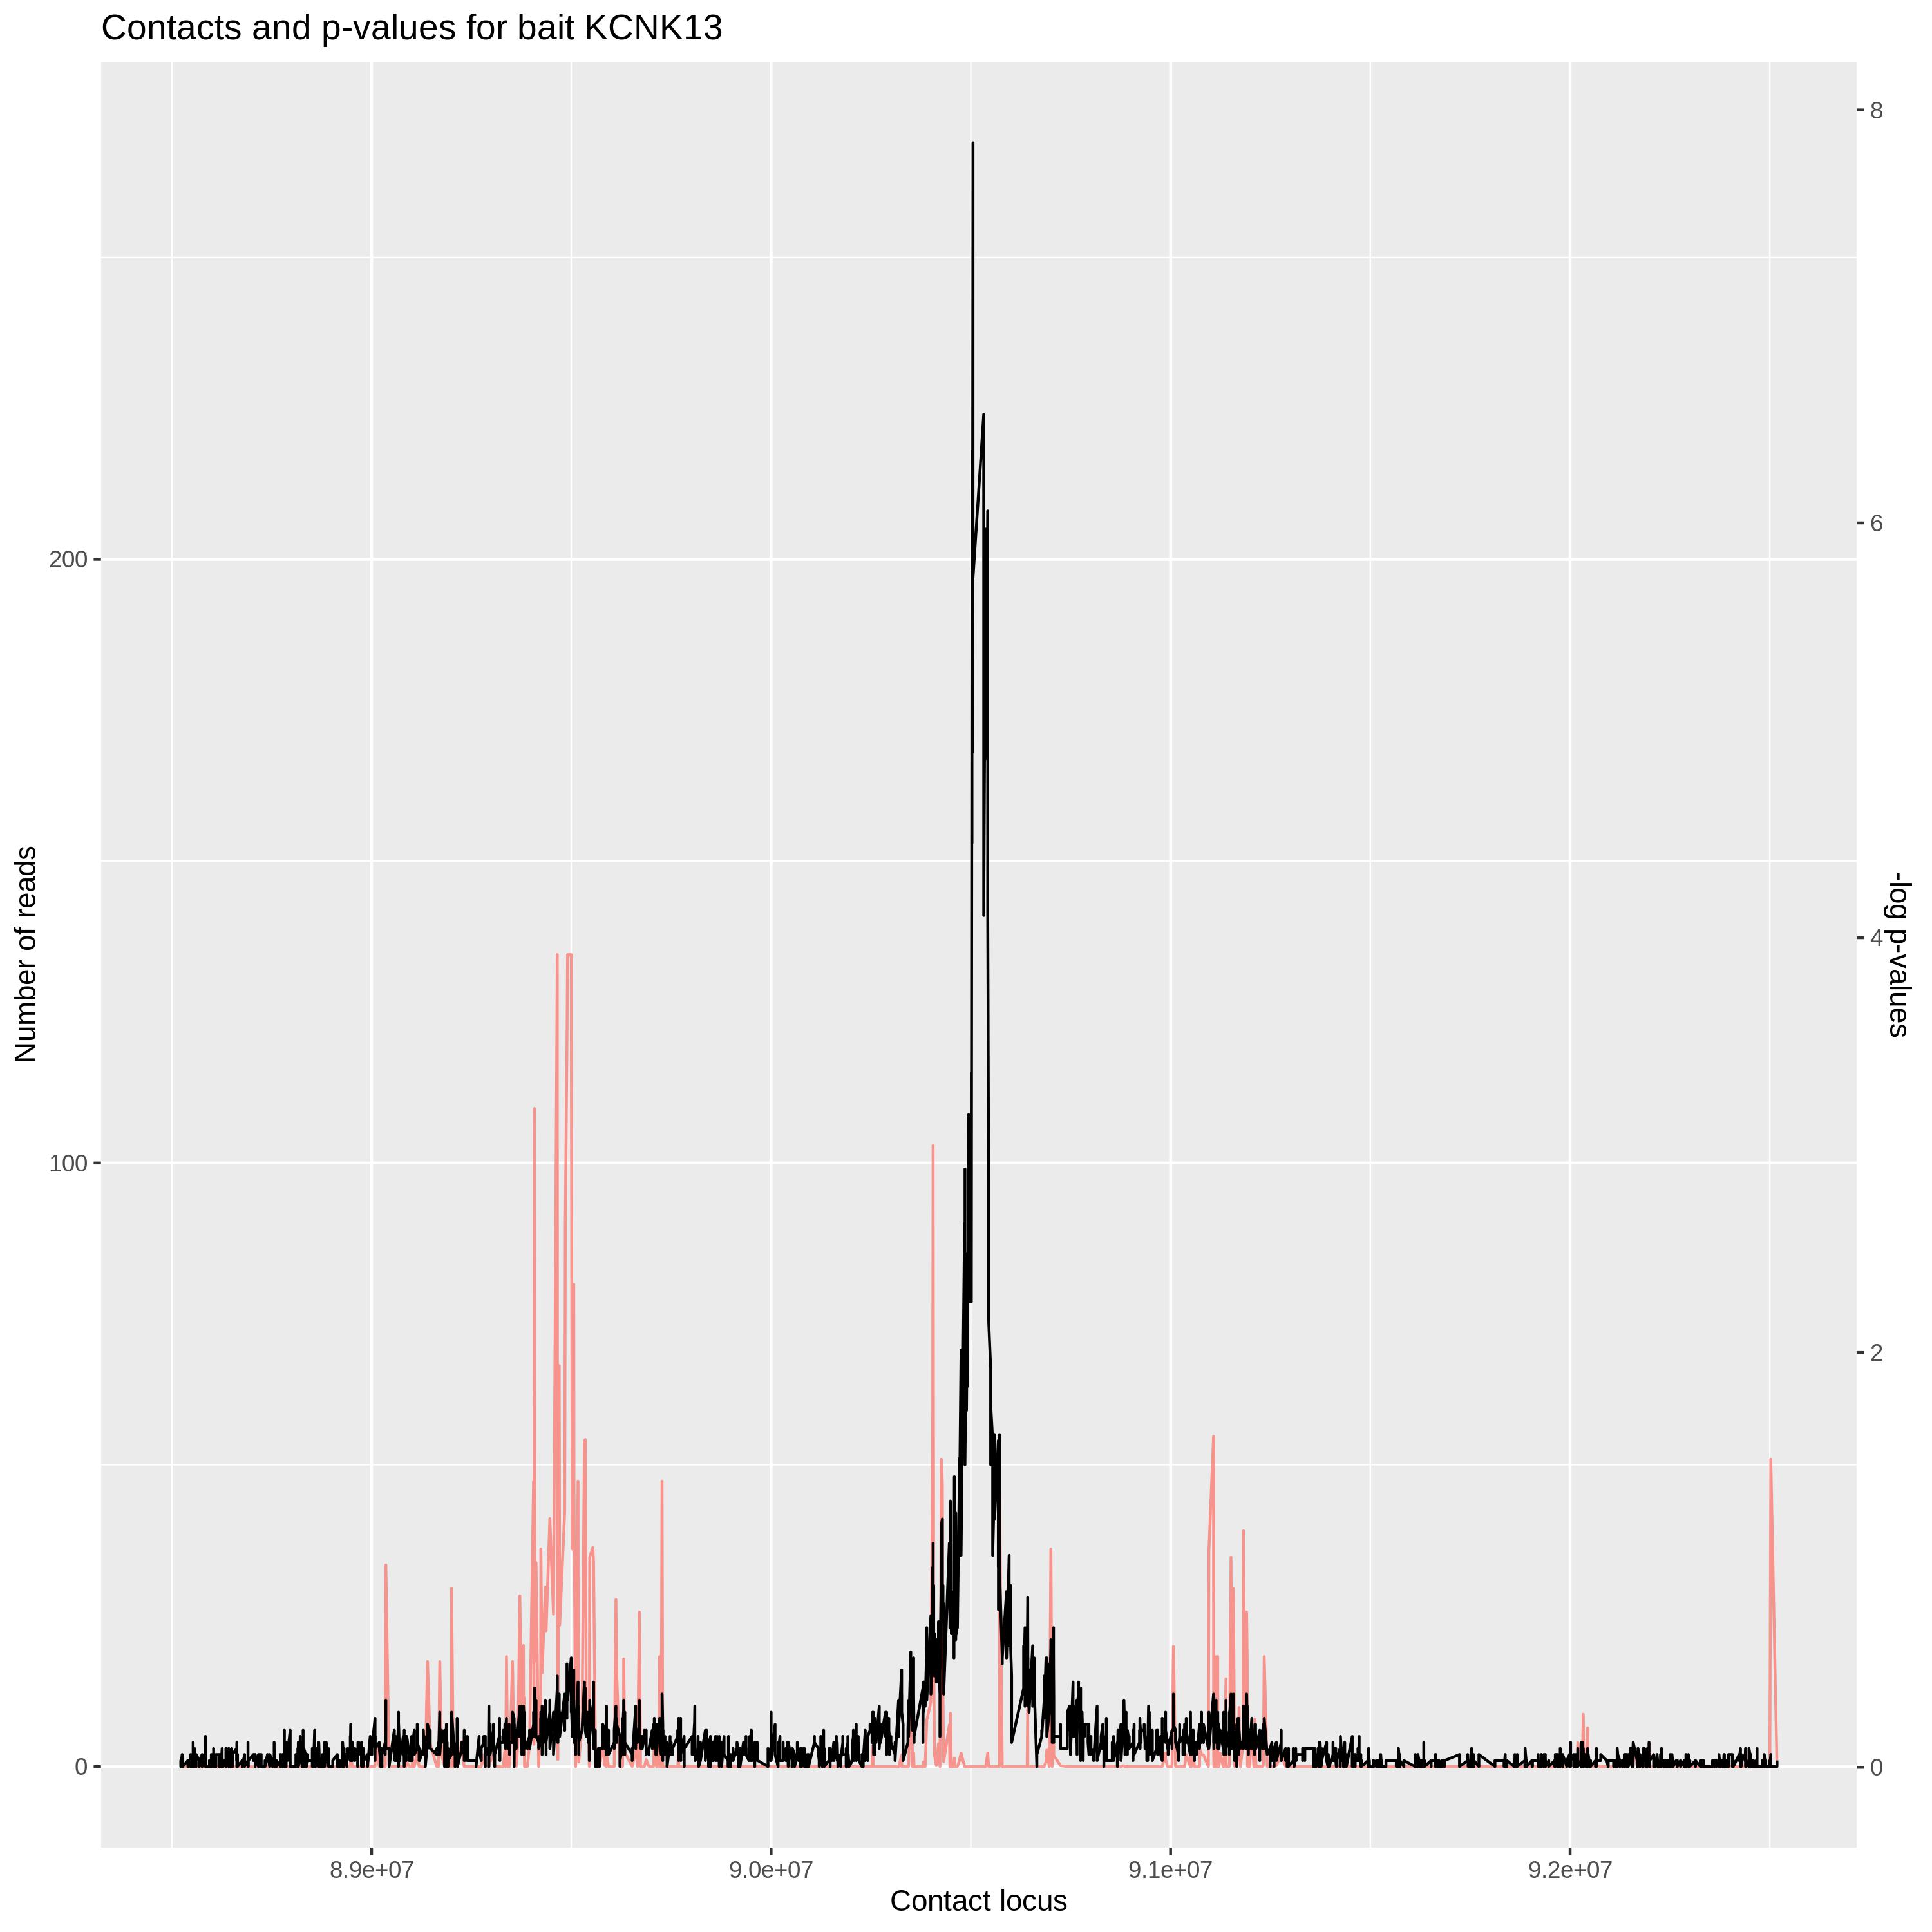 Contacts and p-values for bait KCNK13
8
6
4
2
0
200
100
0
Number of reads
-log p-values
8.9e+07
9.0e+07
9.1e+07
9.2e+07
Contact locus